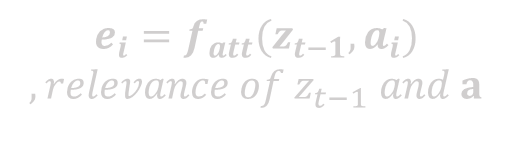 e_i = f_att(z_{t−1}, a_i)
, relevance of z_{t−1} and a